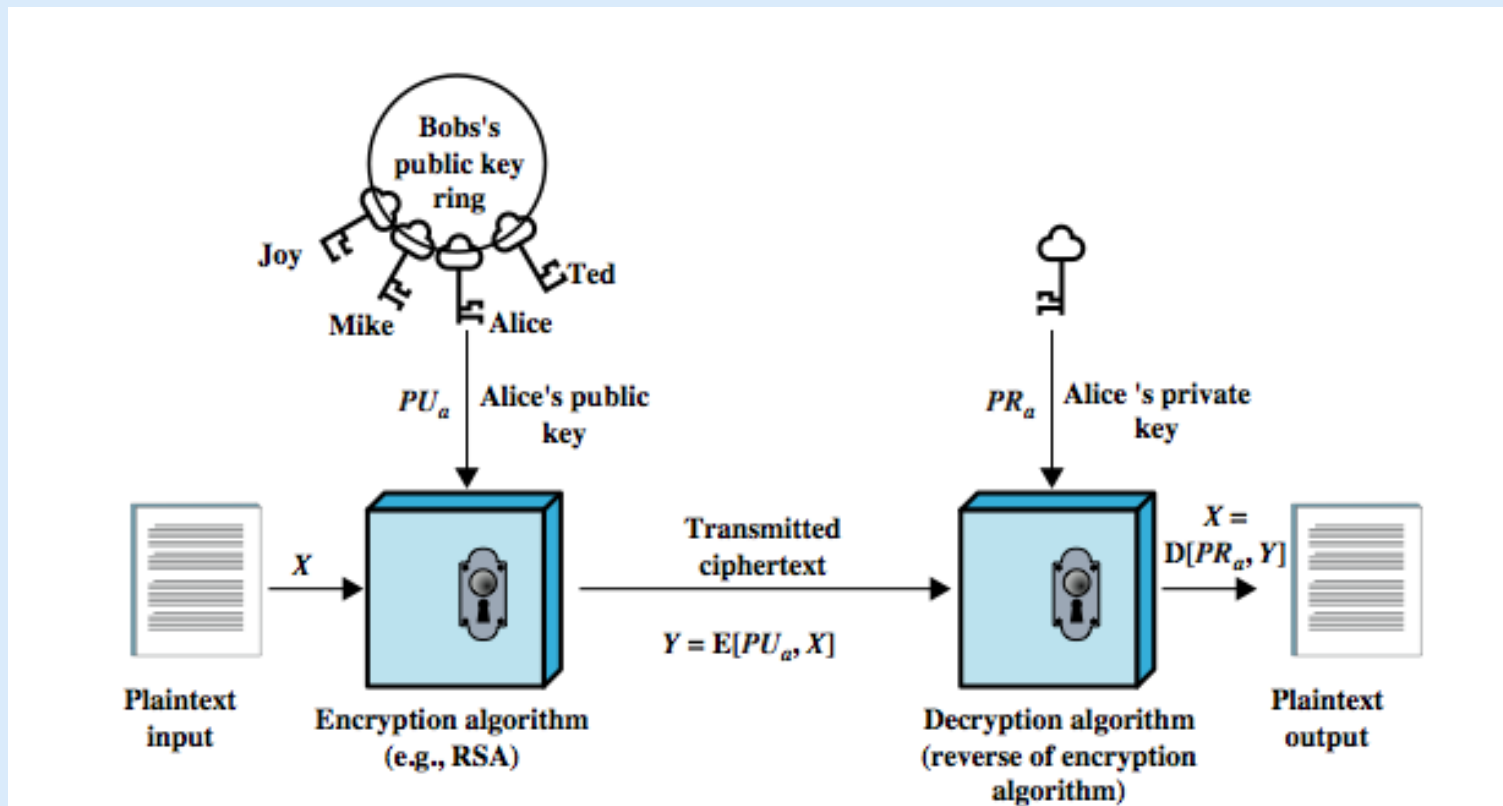 Bobs's
public key
ring
Joy
Ted
Mike
Alice
PUa
Alice's public
key
PRa
Alice 's private
key
X
Transmitted
ciphertext
Y = E[PUa, X]
X =
D[PRa, Y]
Plaintext
input
Encryption algorithm
(e.g., RSA)
Decryption algorithm
(reverse of encryption
algorithm)
Plaintext
output